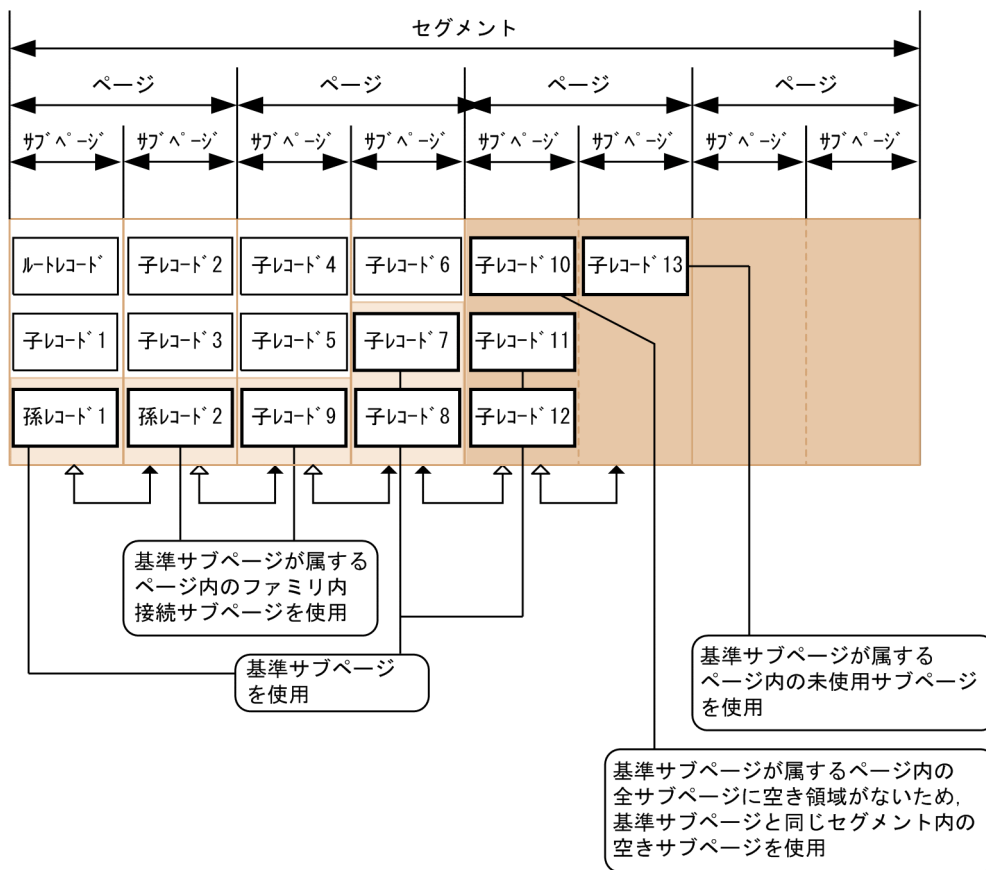 セグメント
ページ ページ ページ ページ
サブページ サブページ サブページ サブページ サブページ サブページ サブページ サブページ
ルートレコード 子レコード2 子レコード4 子レコード6 子レコード10 子レコード13
子レコード1 子レコード3 子レコード5 子レコード7 子レコード11
孫レコード1 孫レコード2 子レコード9 子レコード8 子レコード12
基準サブページが属する
ページ内のファミリ内
接続サブページを使用
基準サブページ
を使用
基準サブページが属する
ページ内の未使用サブページ
を使用
基準サブページが属するページ内の
全サブページに空き領域がないため,
基準サブページと同じセグメント内の
空きサブページを使用